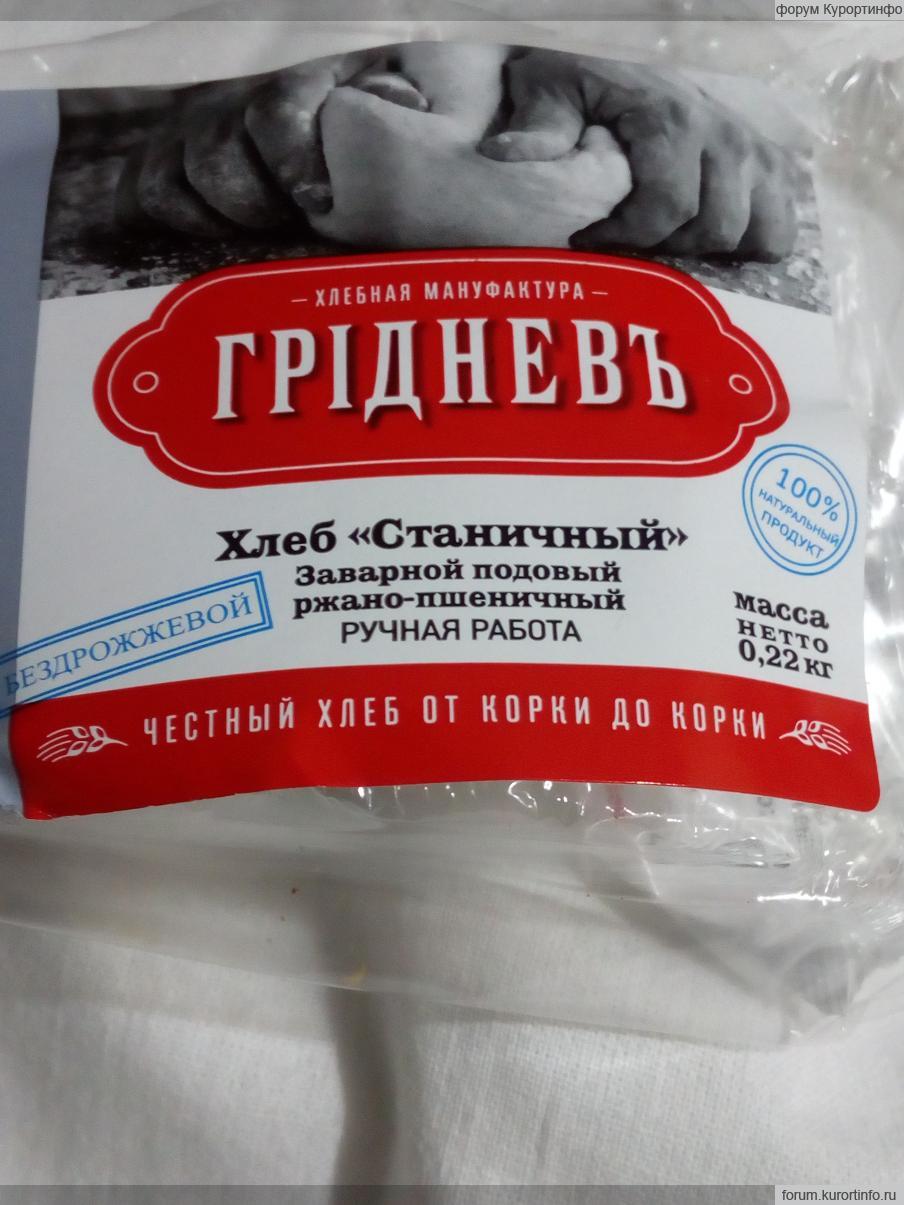 форум Курортинфо
– ХЛЕБНАЯ МАНУФАКТУРА –
ГРIДНЕВЪ
100%
НАТУРАЛЬНЫЙ
ПРОДУКТ
Хлеб «Станичный»
Заварной подовый
ржано-пшеничный
РУЧНАЯ РАБОТА
БЕЗДРОЖЖЕВОЙ
масса
НЕТТО
0,22 кг
ЧЕСТНЫЙ ХЛЕБ ОТ КОРКИ ДО КОРКИ
forum.kurortinfo.ru